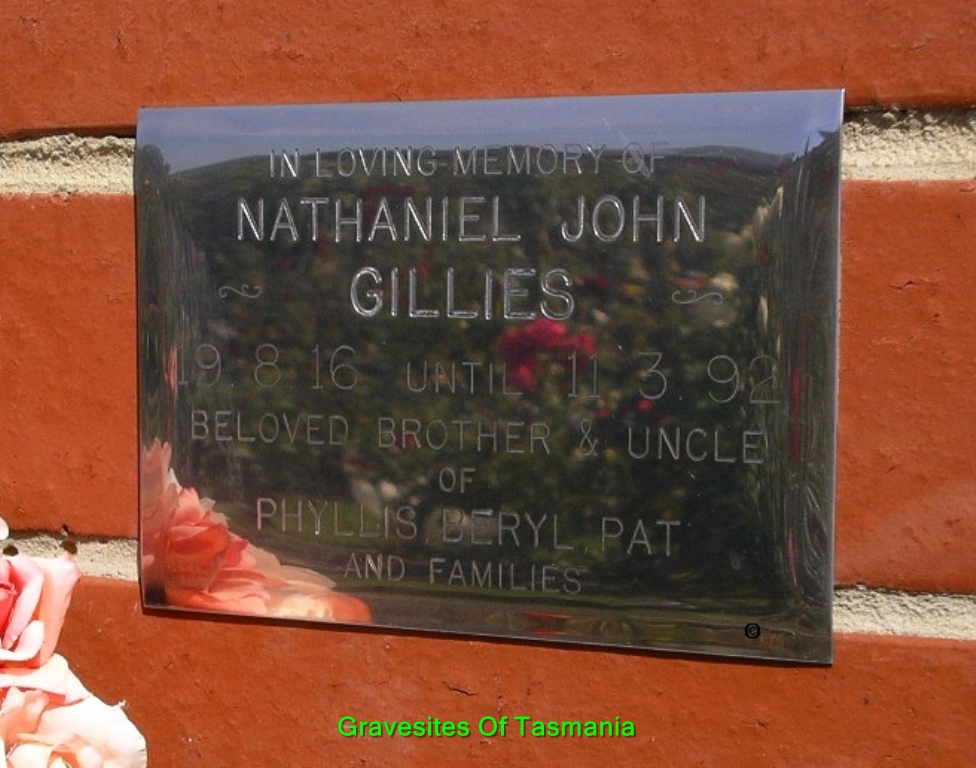 IN LOVING MEMORY OF
NATHANIEL JOHN
GILLIES
19.8.16 UNTIL 11.3.92
BELOVED BROTHER & UNCLE
OF
PHYLLIS, BERYL, PAT
AND FAMILIES
©
Gravesites Of Tasmania